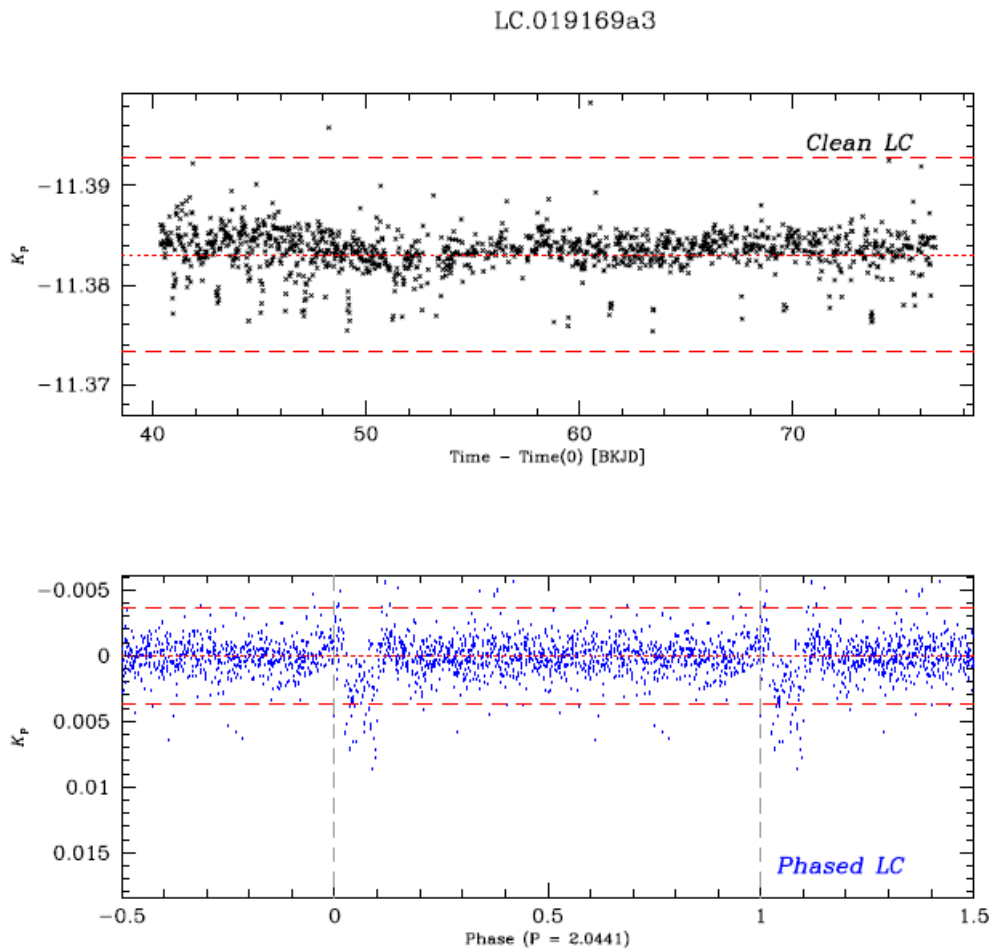 LC.019169a3
Clean LC
−11.39
−11.38
−11.37
K_P
40 50 60 70
Time − Time(0) [BKJD]
−0.005
0
0.005
0.01
0.015
K_P
Phased LC
−0.5 0 0.5 1 1.5
Phase (P = 2.0441)